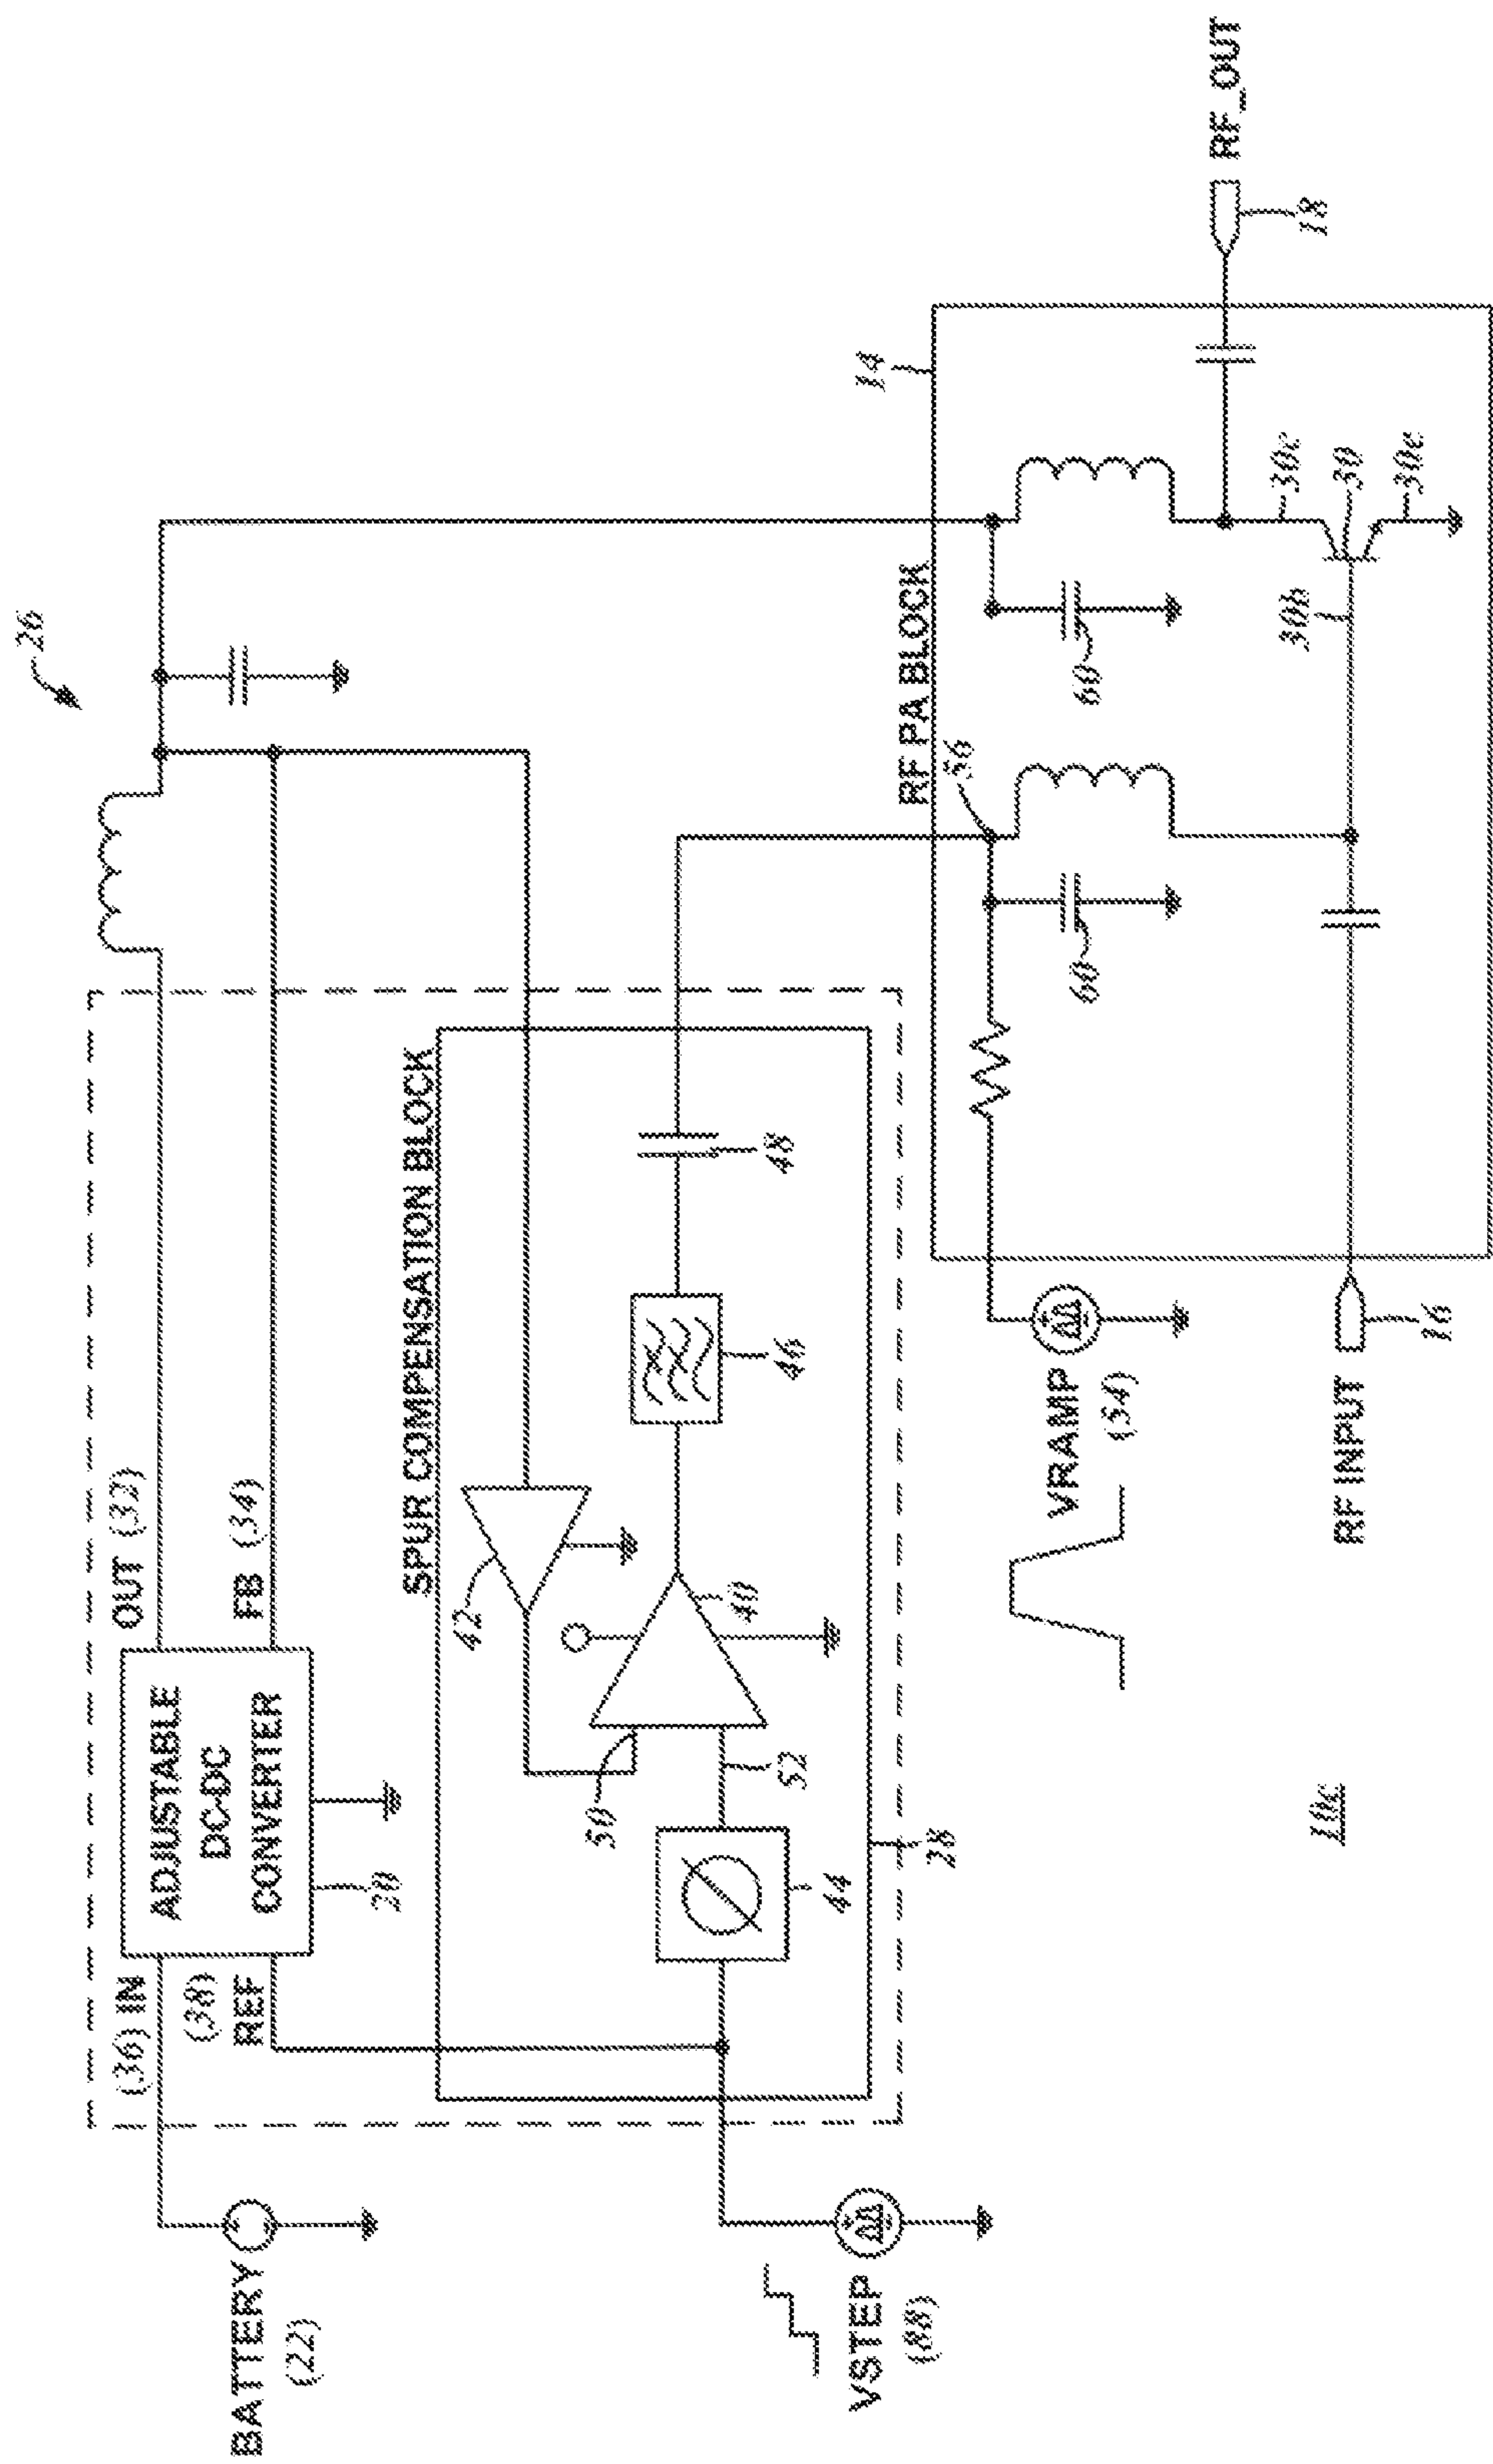 26
BATTERY
(22)
(36) IN
(38)
REF
ADJUSTABLE
DC-DC
CONVERTER
20
OUT (32)
FB (34)
SPUR COMPENSATION BLOCK
42
50
40
52
44
46
48
28
VSTEP
(88)
RF PA BLOCK
14
56
60
60
30c
30
30b
30e
VRAMP
(54)
RF INPUT
16
RF_OUT
18
10c